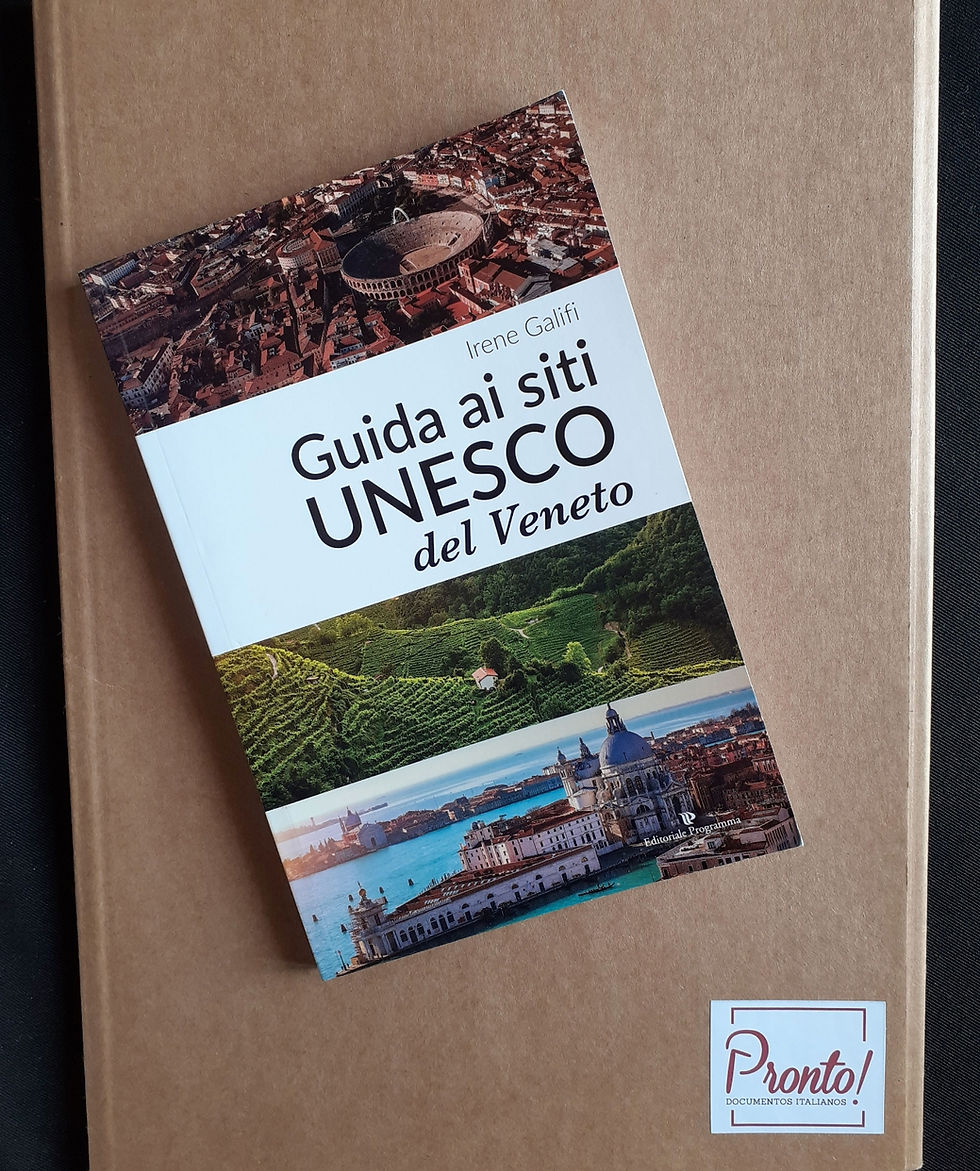 Irene Galifi
Guida ai siti
UNESCO
del Veneto
Editoriale Programma
Pronto!
DOCUMENTOS ITALIANOS